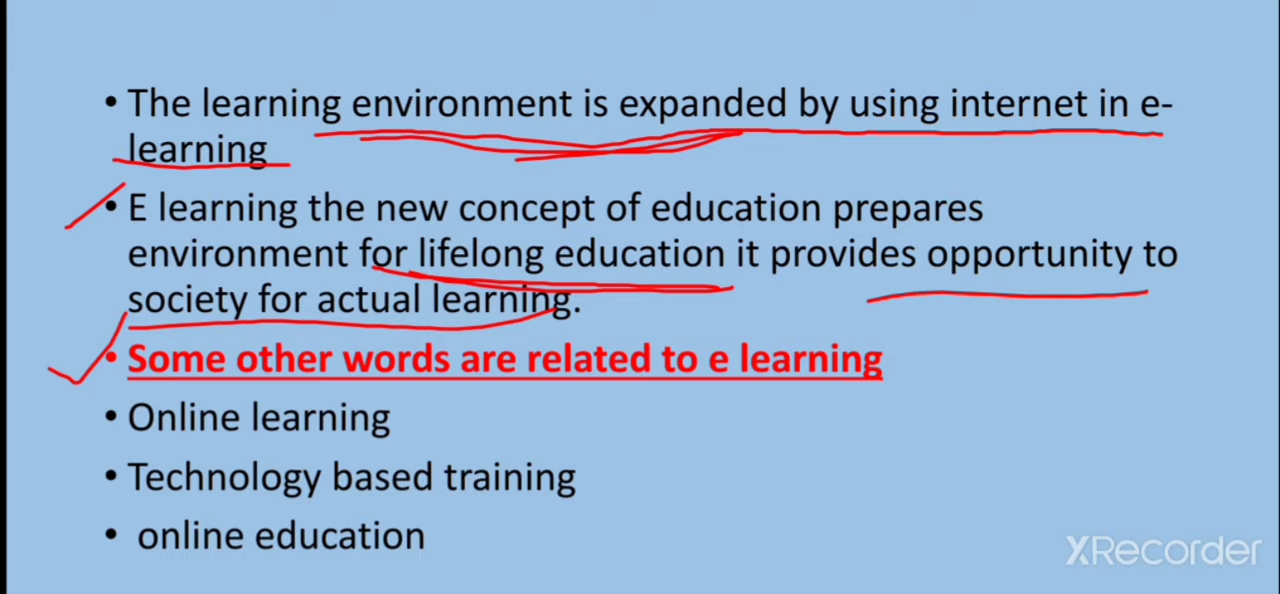 • The learning environment is expanded by using internet in e-
learning
• E learning the new concept of education prepares
environment for lifelong education it provides opportunity to
society for actual learning.
• Some other words are related to e learning
• Online learning
• Technology based training
• online education
XRecorder